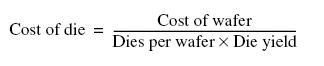 Cost of die = Cost of wafer / Dies per wafer × Die yield